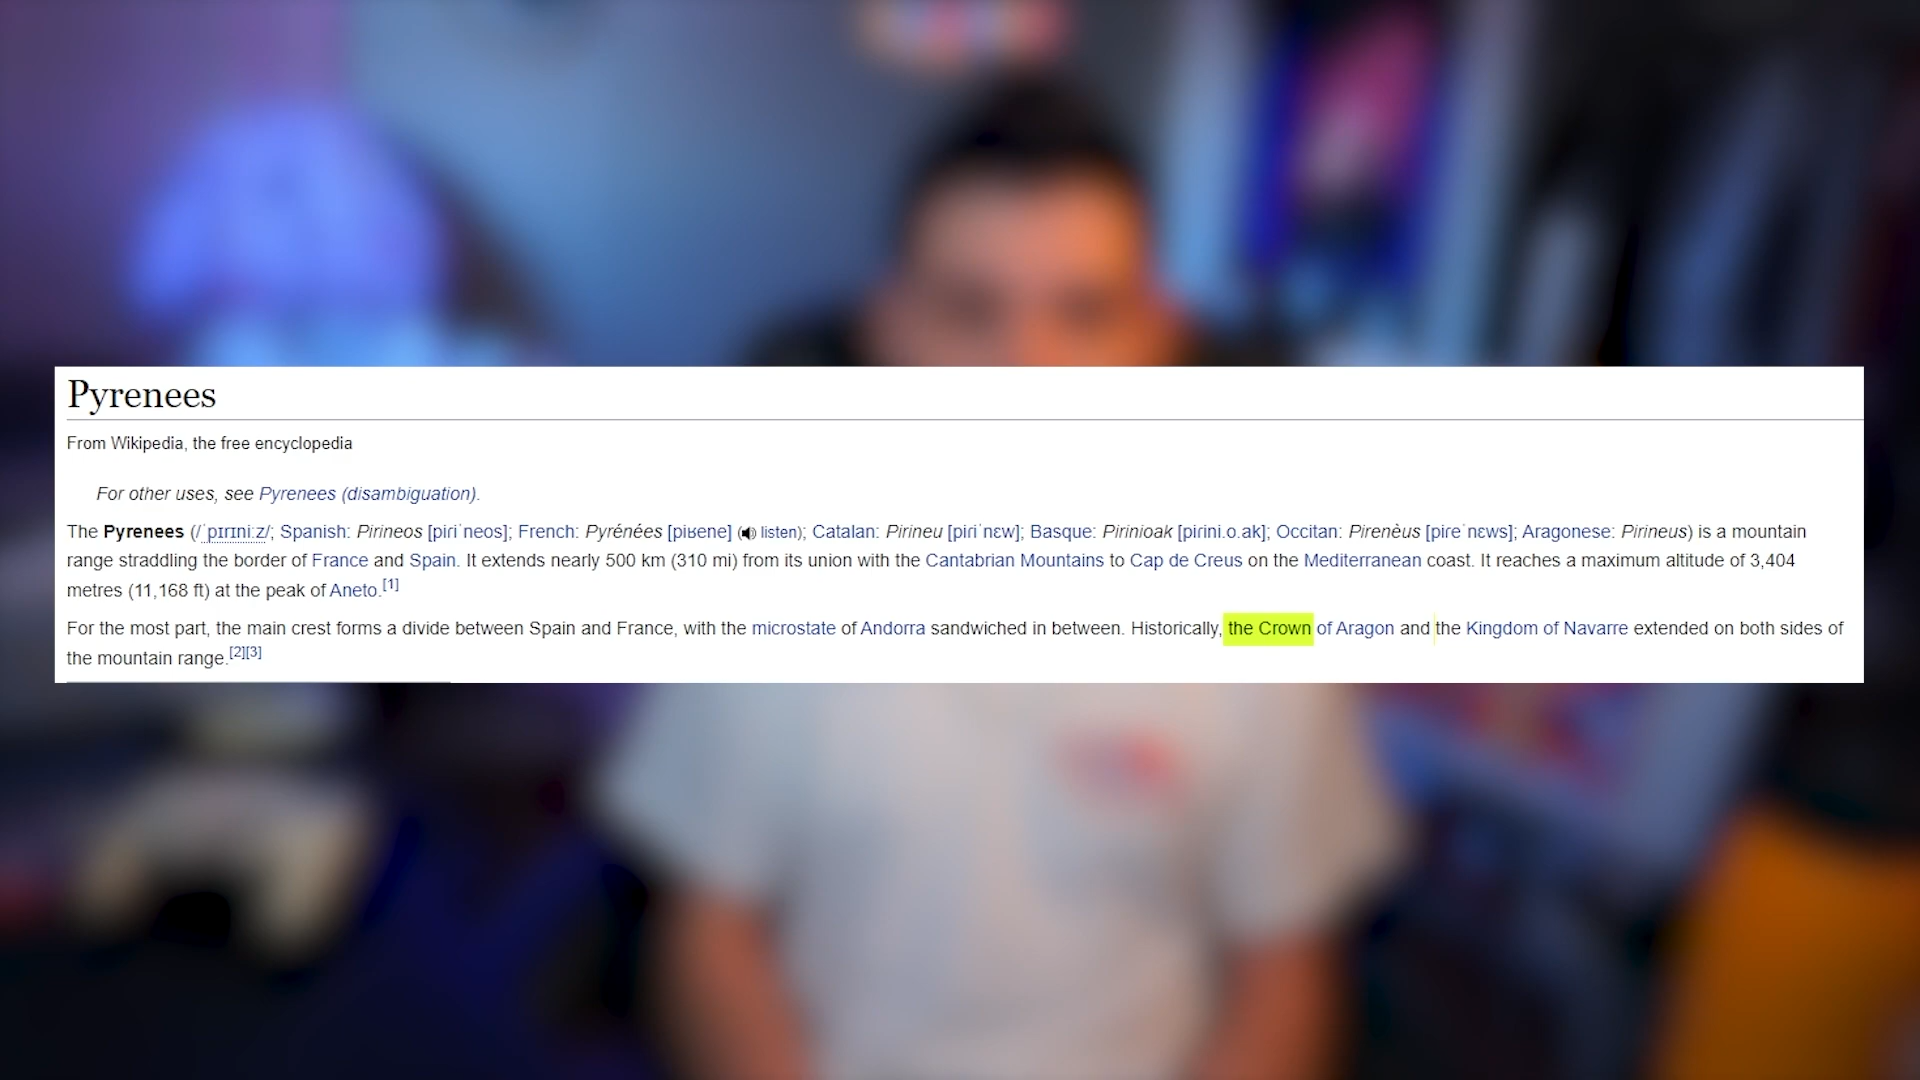 Pyrenees
From Wikipedia, the free encyclopedia
For other uses, see Pyrenees (disambiguation).
The Pyrenees (/ˈpɪrɪniːz/; Spanish: Pirineos [piɾiˈneos]; French: Pyrénées [piʁene] (listen); Catalan: Pirineu [piɾiˈnɛw]; Basque: Pirinioak [piɾini.o.ak]; Occitan: Pirenèus [piɾeˈnɛws]; Aragonese: Pirineus) is a mountain
range straddling the border of France and Spain. It extends nearly 500 km (310 mi) from its union with the Cantabrian Mountains to Cap de Creus on the Mediterranean coast. It reaches a maximum altitude of 3,404
metres (11,168 ft) at the peak of Aneto.[1]
For the most part, the main crest forms a divide between Spain and France, with the microstate of Andorra sandwiched in between. Historically, the Crown of Aragon and the Kingdom of Navarre extended on both sides of
the mountain range.[2][3]